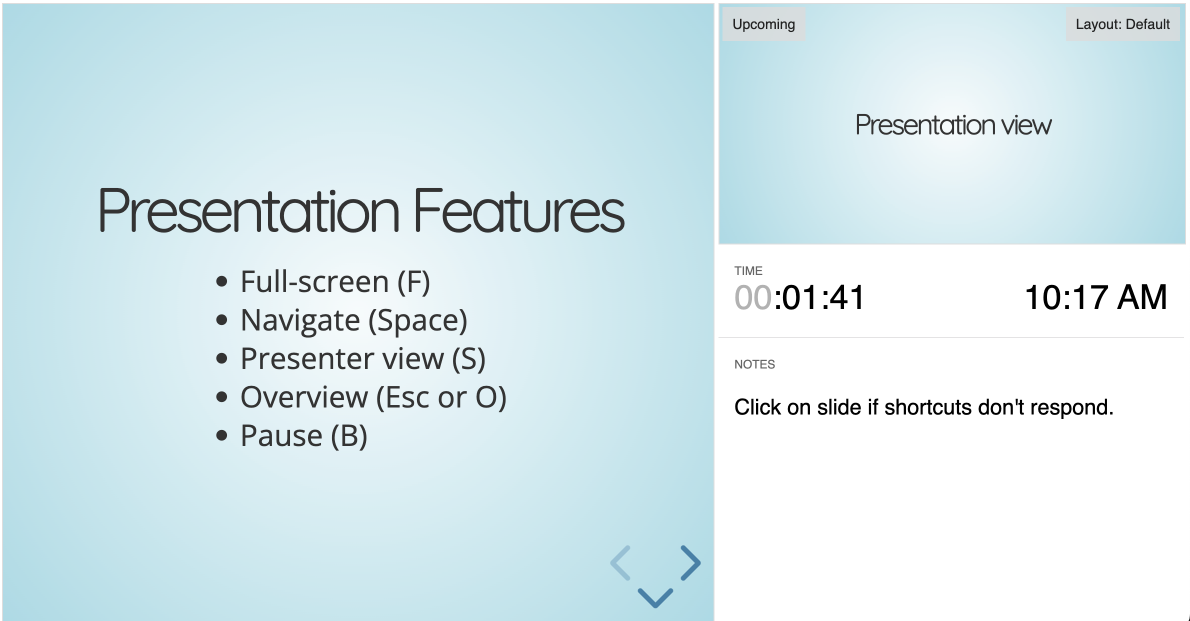 Presentation Features
• Full-screen (F)
• Navigate (Space)
• Presenter view (S)
• Overview (Esc or O)
• Pause (B)
Upcoming
Layout: Default
Presentation view
TIME
00:01:41
10:17 AM
NOTES
Click on slide if shortcuts don't respond.